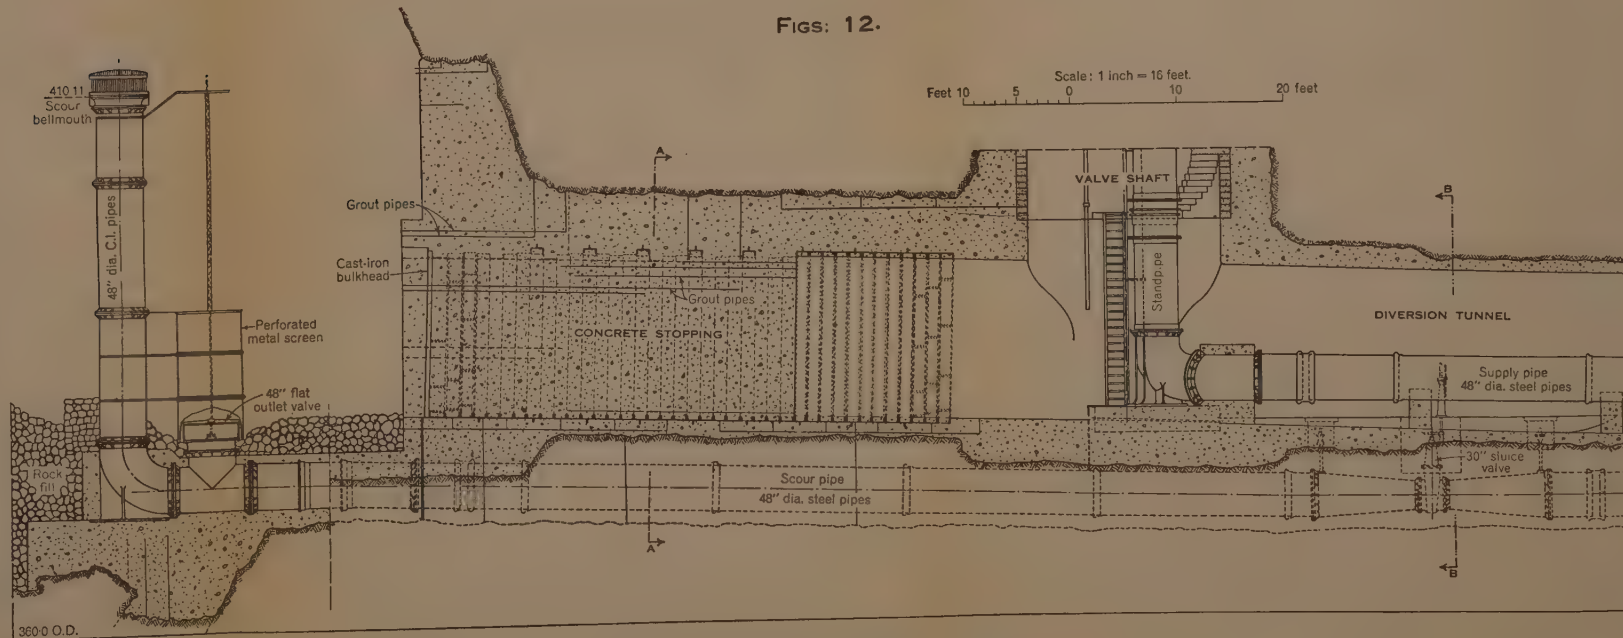 FIGS: 12.
Scale: 1 inch = 16 feet.
Feet 10 5 0 10 20 feet
410.11
Scour
bellmouth
48" dia. C.I. pipes
Perforated
metal screen
48" flat
outlet valve
Rock
fill
360·0 O.D.
Grout pipes
Cast-iron
bulkhead
Grout pipes
CONCRETE STOPPING
A
A
Scour pipe
48" dia. steel pipes
VALVE SHAFT
Standpipe
B
DIVERSION TUNNEL
Supply pipe
48" dia. steel pipes
30" sluice
valve
B